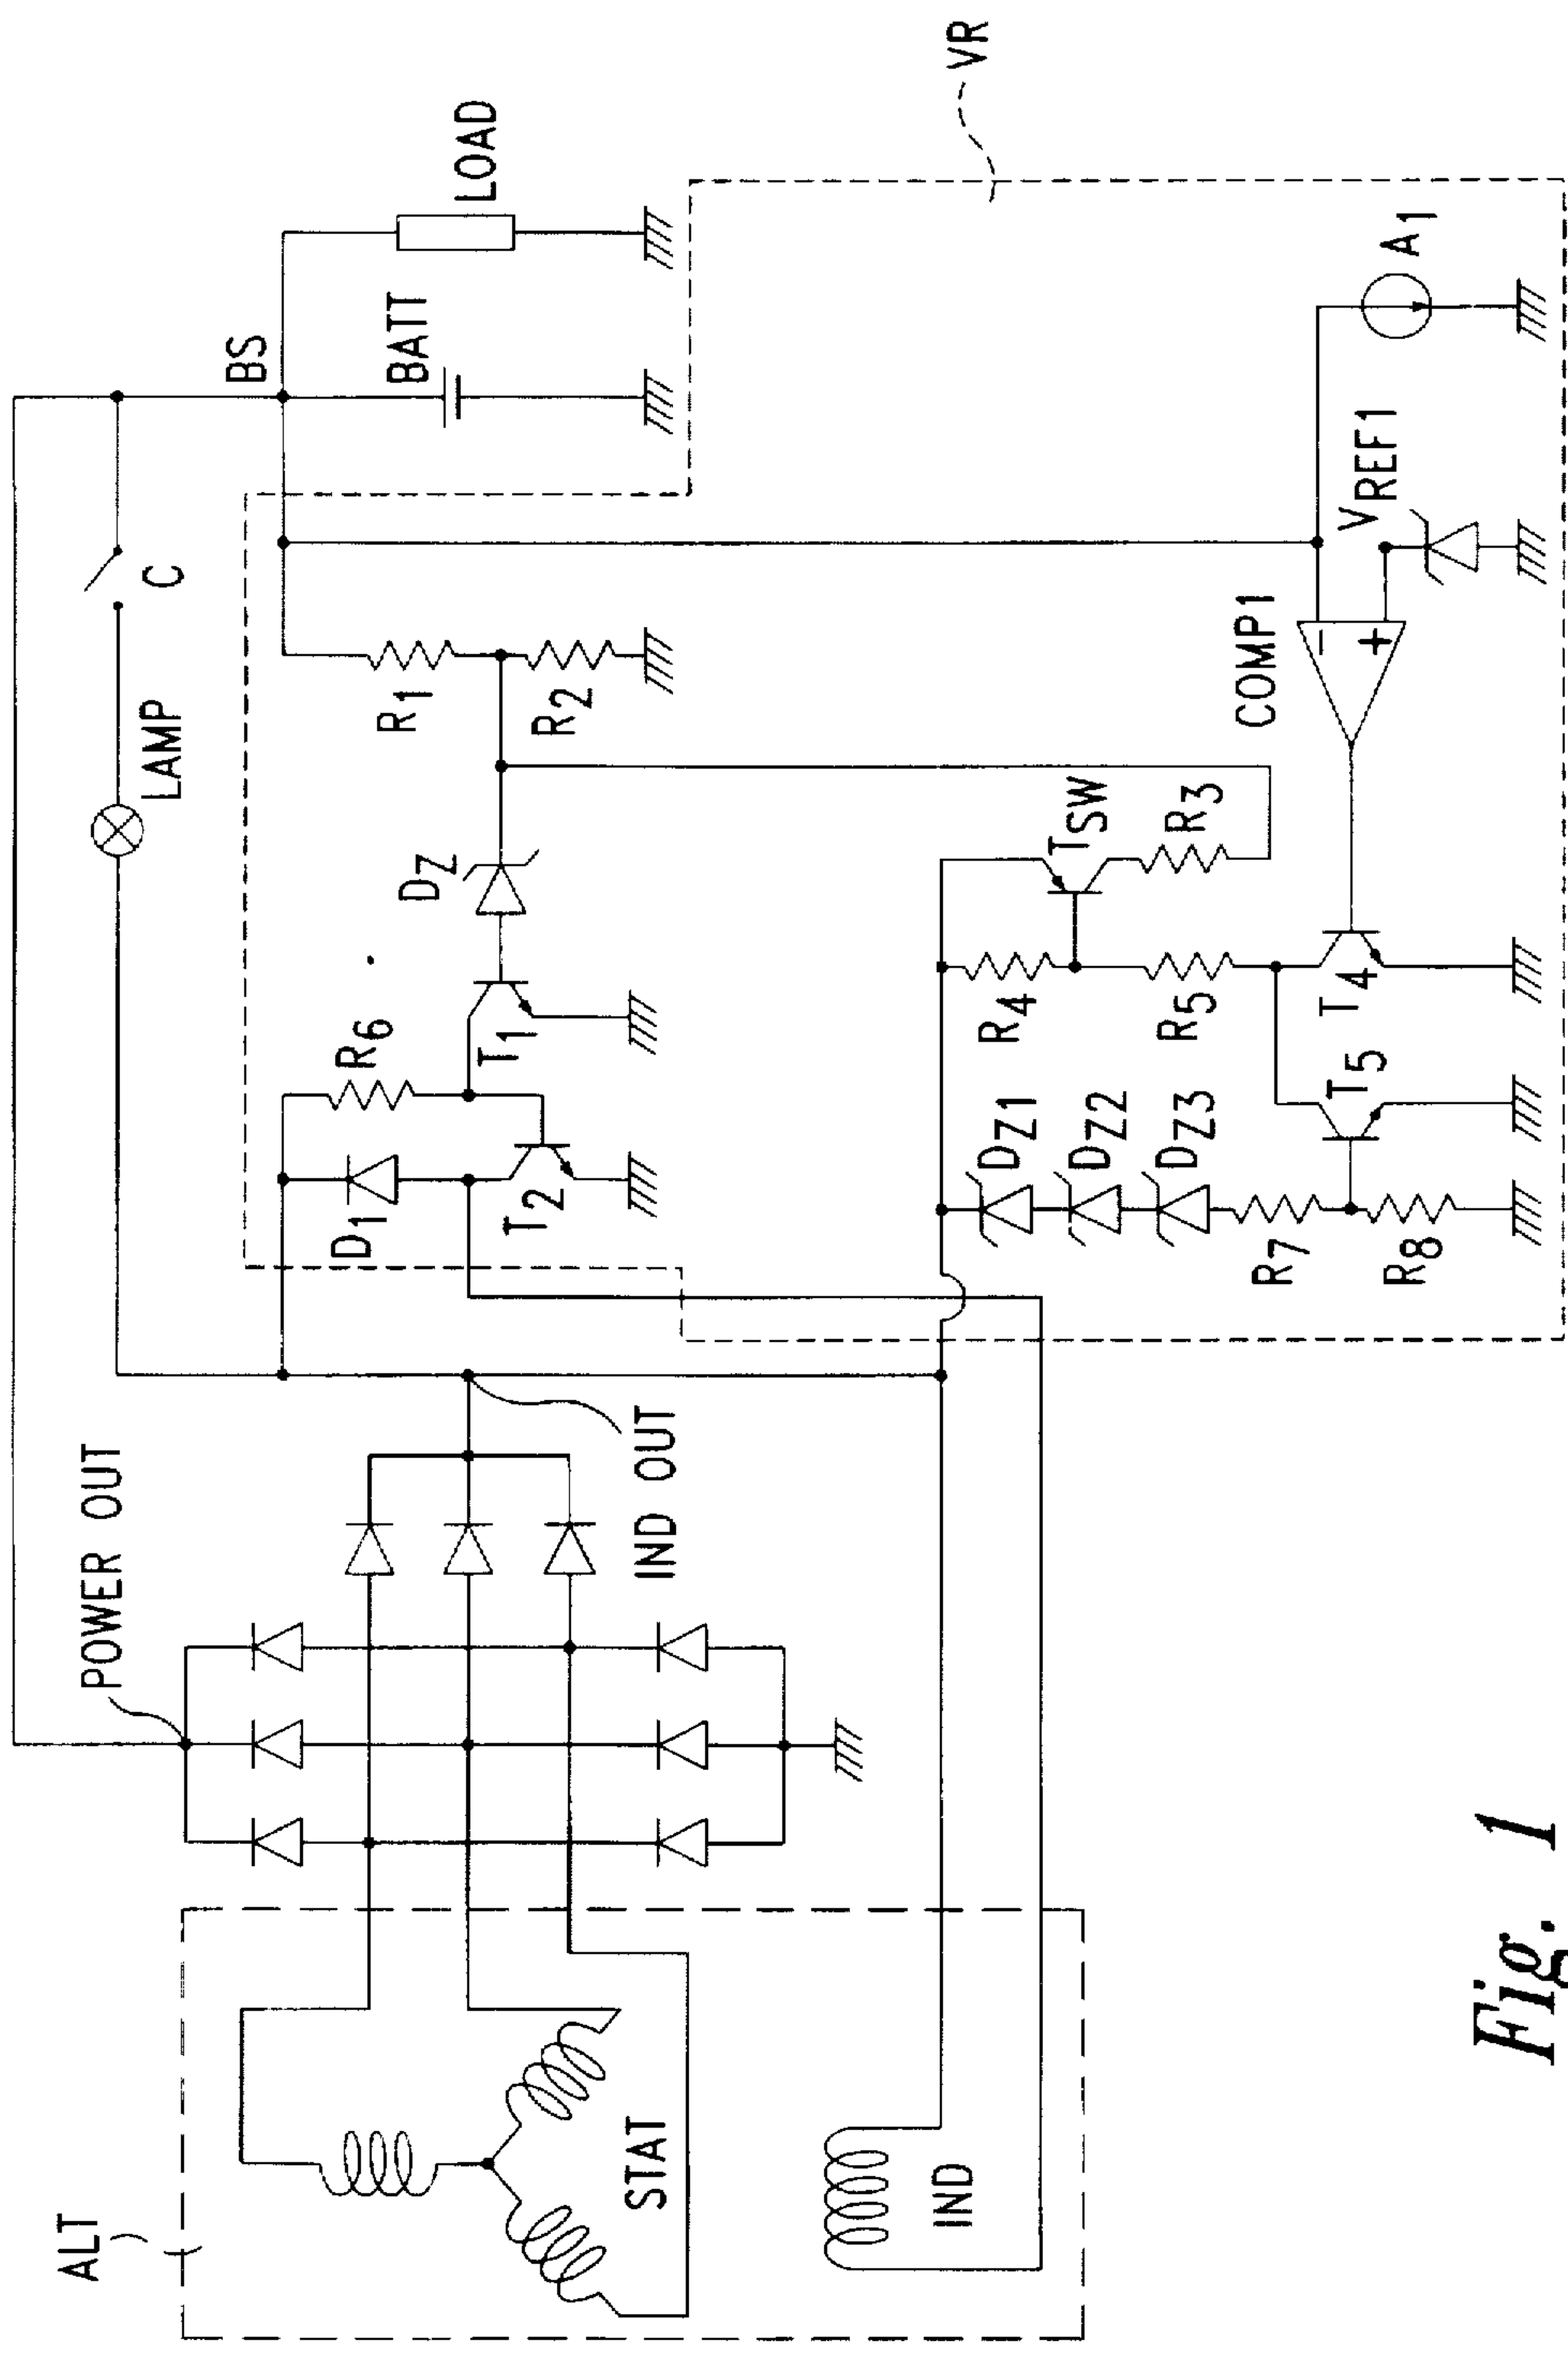 ALT
STAT
IND
POWER OUT
IND OUT
LAMP
C
BS
BATT
LOAD
VR
D1
R6
T2
T1
DZ
R1
R2
DZ1
DZ2
DZ3
R7
R8
R4
R5
TSW
R3
T5
T4
COMP1
−
+
VREF1
A1
Fig. 1